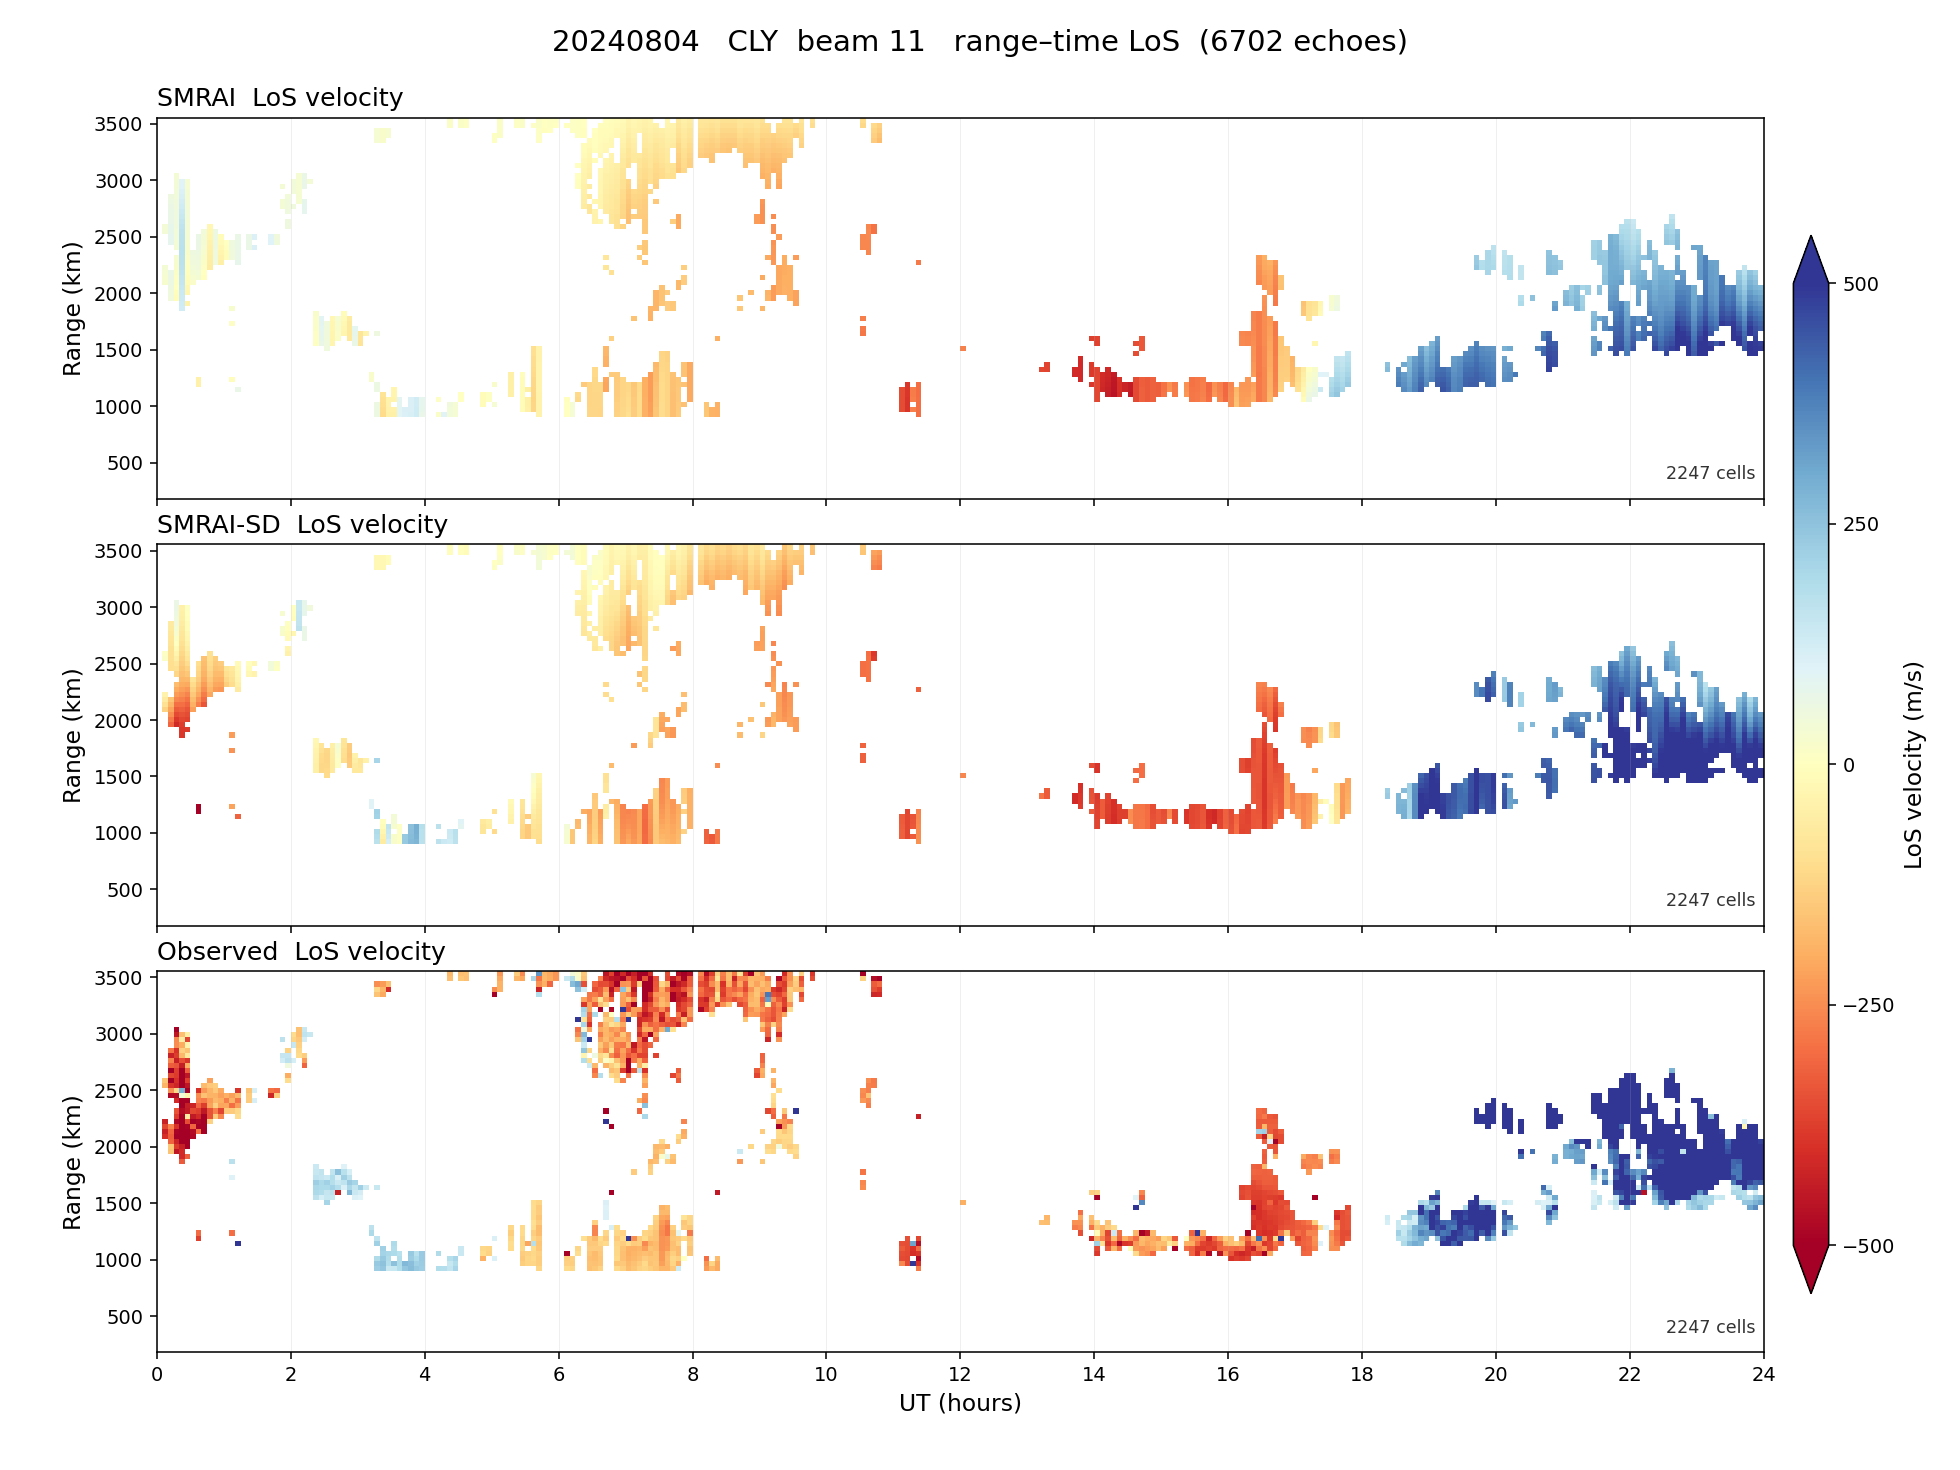 20240804   CLY  beam 11   range–time LoS  (6702 echoes)
SMRAI  LoS velocity
3500
3000
2500
2000
1500
1000
500
Range (km)
2247 cells
SMRAI-SD  LoS velocity
3500
3000
2500
2000
1500
1000
500
Range (km)
2247 cells
Observed  LoS velocity
3500
3000
2500
2000
1500
1000
500
Range (km)
2247 cells
0 2 4 6 8 10 12 14 16 18 20 22 24
UT (hours)
500
250
0
−250
−500
LoS velocity (m/s)